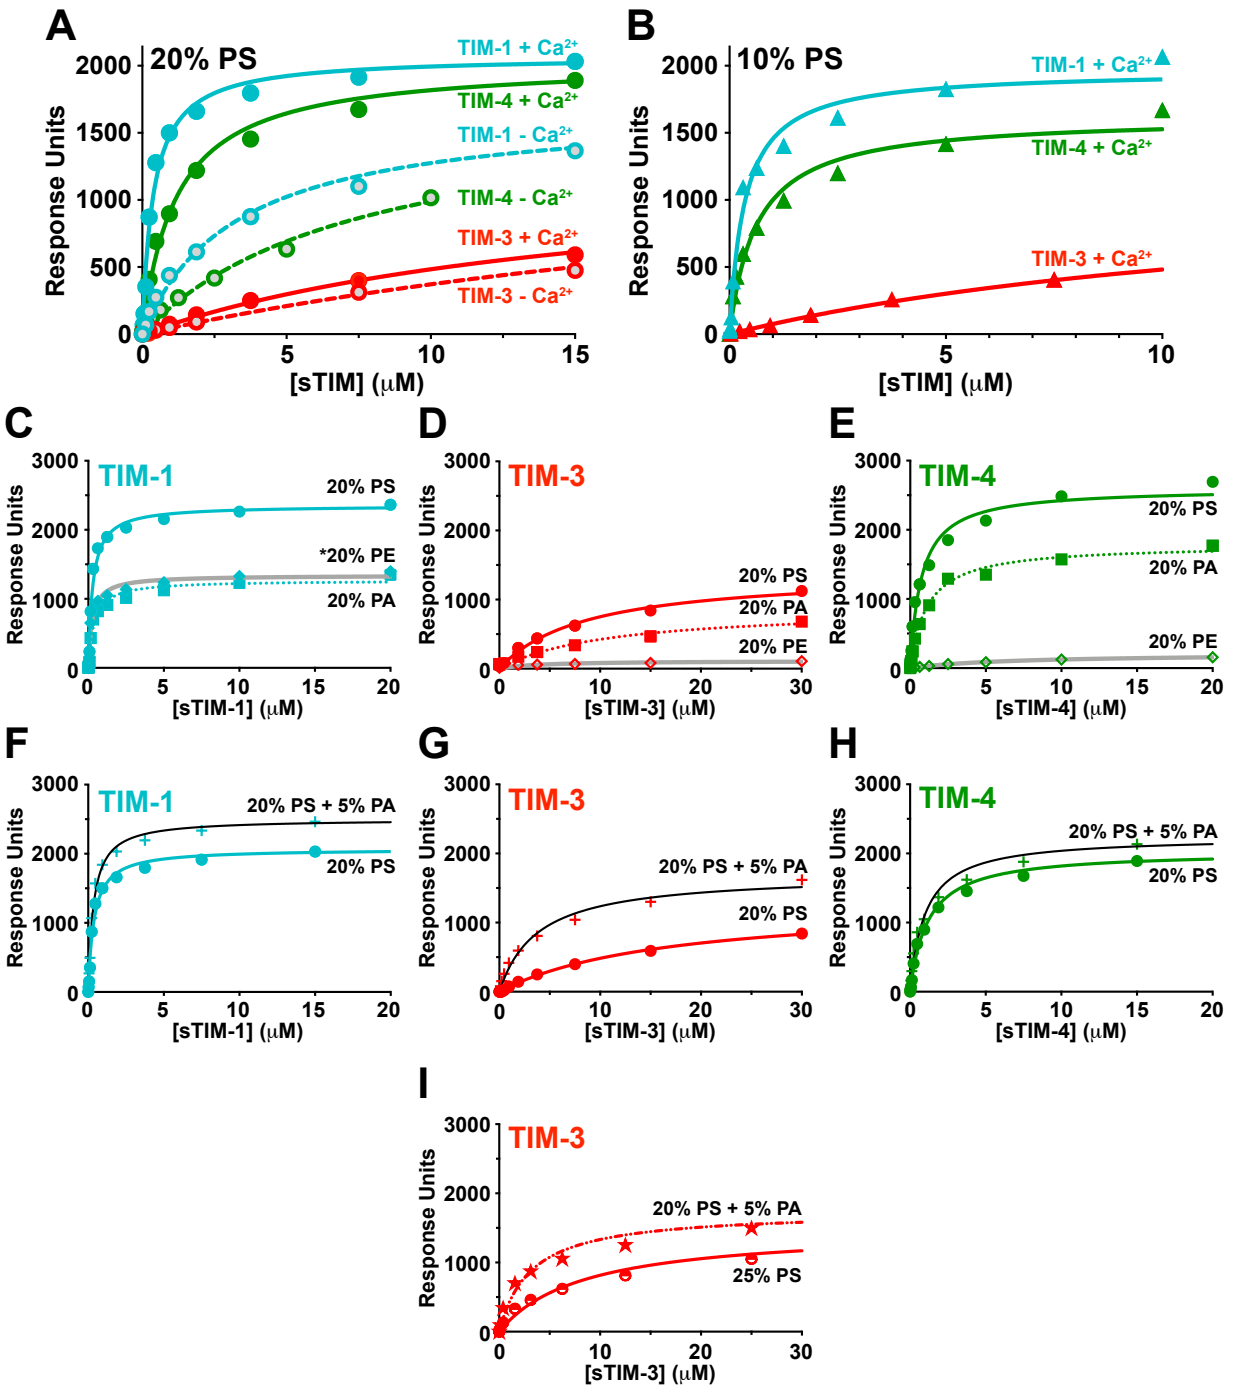 A
20% PS
Response Units
2000
1500
1000
500
0
TIM-1 + Ca²⁺
TIM-4 + Ca²⁺
TIM-1 - Ca²⁺
TIM-4 - Ca²⁺
TIM-3 + Ca²⁺
TIM-3 - Ca²⁺
0 5 10 15
[sTIM] (μM)
B
10% PS
Response Units
2000
1500
1000
500
0
TIM-1 + Ca²⁺
TIM-4 + Ca²⁺
TIM-3 + Ca²⁺
0 5 10
[sTIM] (μM)
C
TIM-1
Response Units
3000
2000
1000
0
20% PS
*20% PE
20% PA
0 5 10 15 20
[sTIM-1] (μM)
D
TIM-3
Response Units
3000
2000
1000
0
20% PS
20% PA
20% PE
0 10 20 30
[sTIM-3] (μM)
E
TIM-4
Response Units
3000
2000
1000
0
20% PS
20% PA
20% PE
0 5 10 15 20
[sTIM-4] (μM)
F
TIM-1
Response Units
3000
2000
1000
0
20% PS + 5% PA
20% PS
0 5 10 15 20
[sTIM-1] (μM)
G
TIM-3
Response Units
3000
2000
1000
0
20% PS + 5% PA
20% PS
0 10 20 30
[sTIM-3] (μM)
H
TIM-4
Response Units
3000
2000
1000
0
20% PS + 5% PA
20% PS
0 5 10 15 20
[sTIM-4] (μM)
I
TIM-3
Response Units
3000
2000
1000
0
20% PS + 5% PA
25% PS
0 10 20 30
[sTIM-3] (μM)